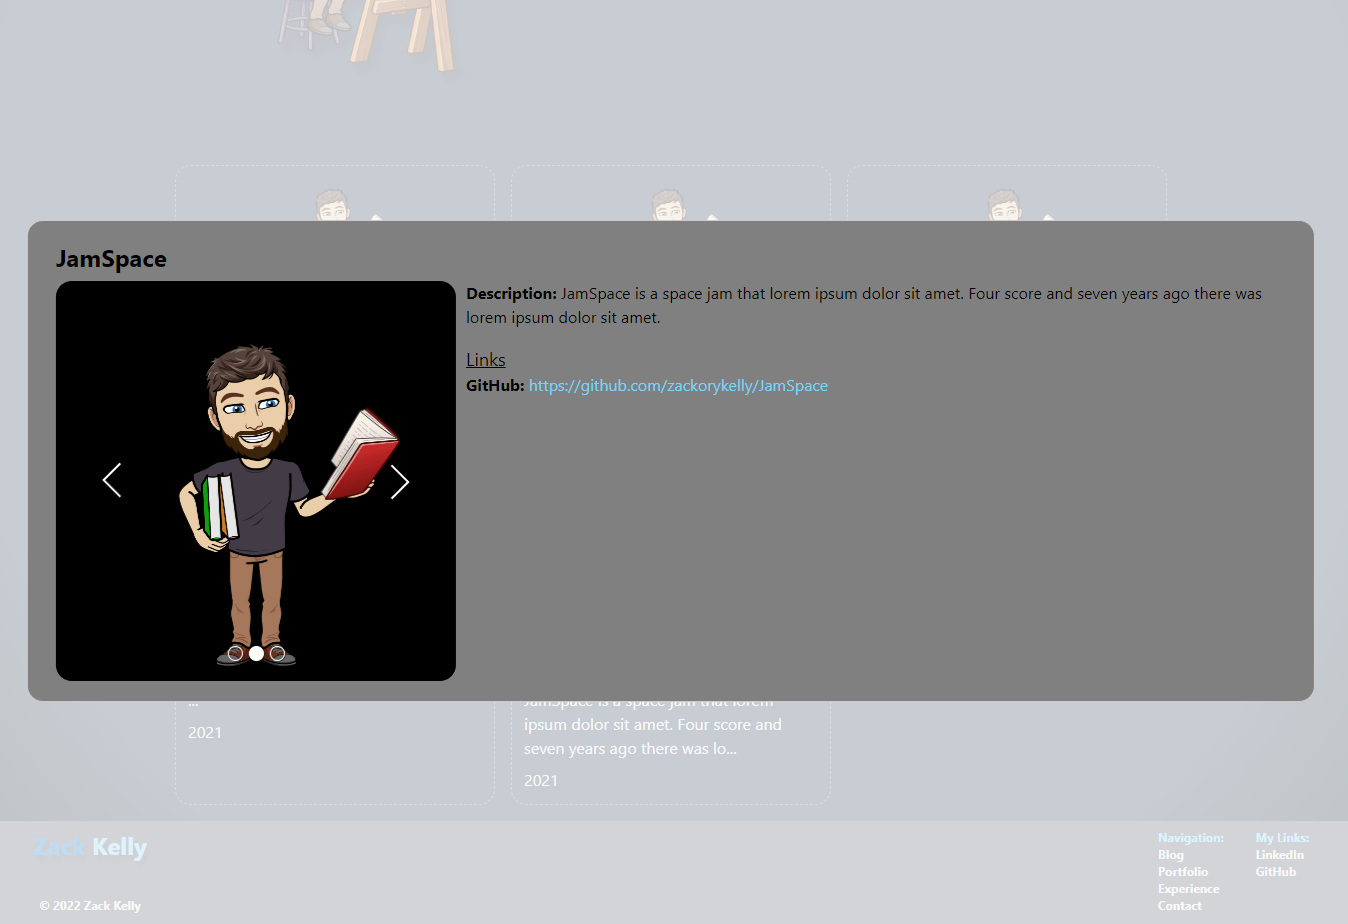 JamSpace
Description: JamSpace is a space jam that lorem ipsum dolor sit amet. Four score and seven years ago there was
lorem ipsum dolor sit amet.
Links
GitHub: https://github.com/zackorykelly/JamSpace
...
2021
JamSpace is a space jam that lorem
ipsum dolor sit amet. Four score and
seven years ago there was lo...
2021
Zack Kelly
© 2022 Zack Kelly
Navigation:
Blog
Portfolio
Experience
Contact
My Links:
LinkedIn
GitHub